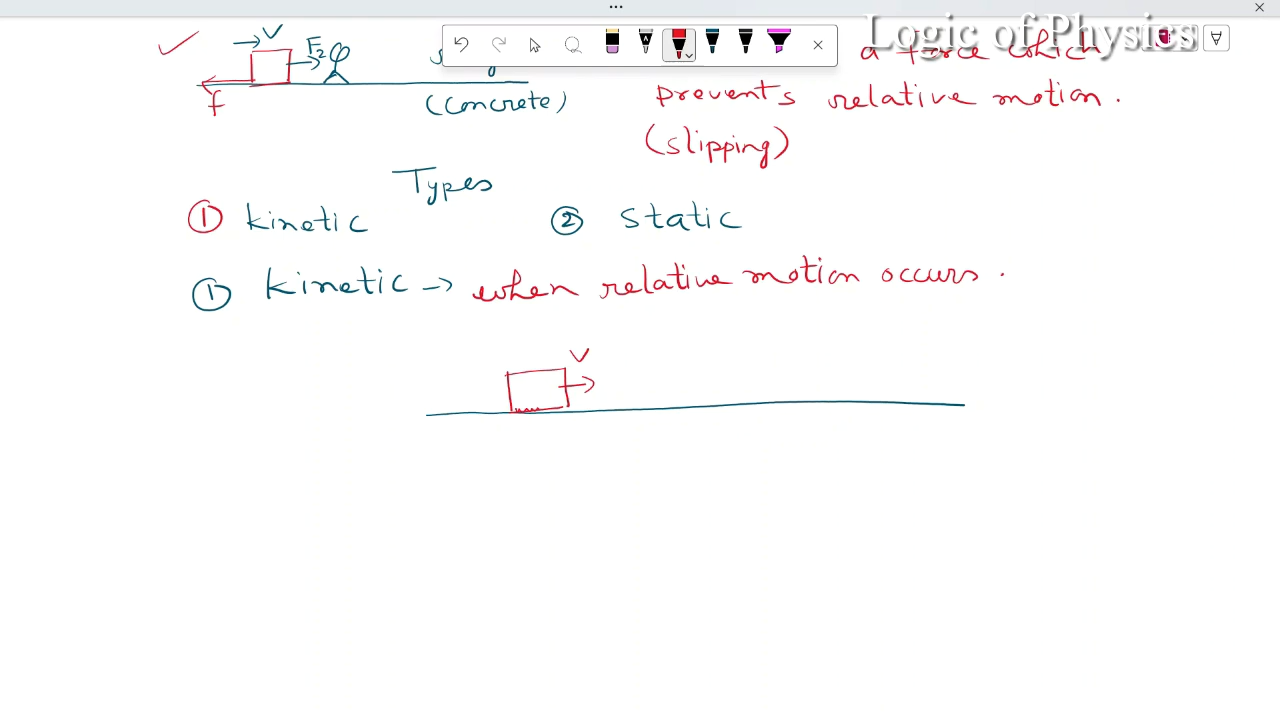 Logic of Physics
V
F2
f
(Concrete)
a force which
prevents relative motion.
(slipping)
Types
① kinetic
② static
① kinetic → when relative motion occurs.
V